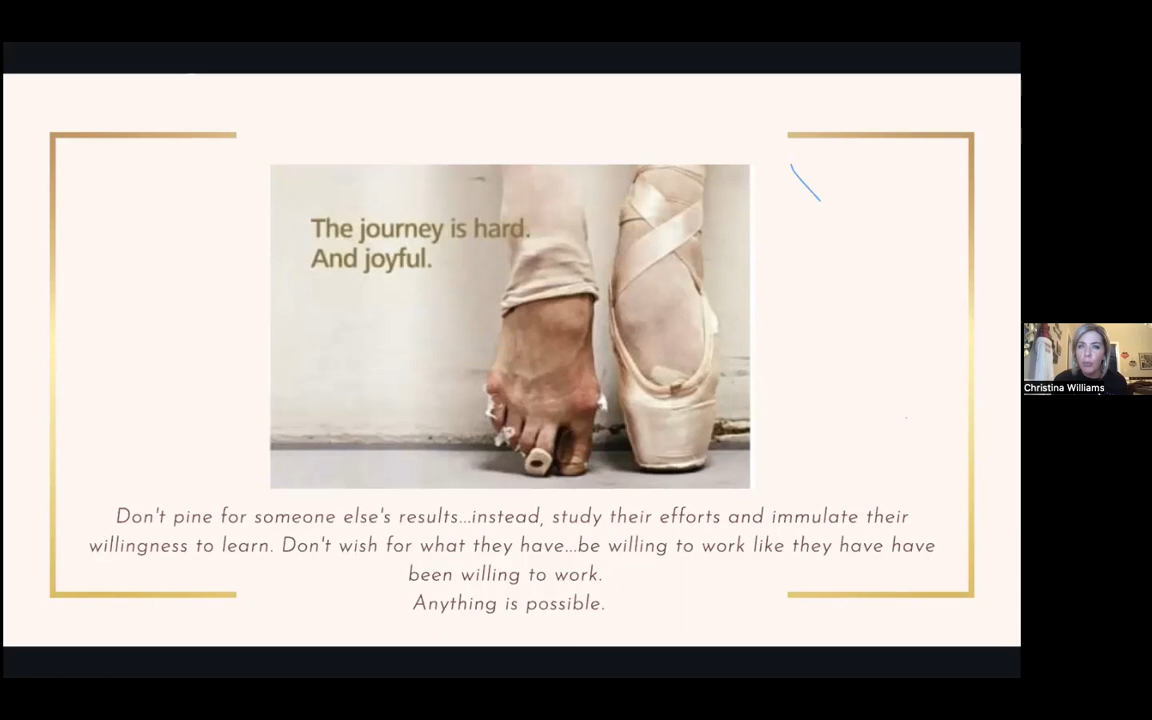 The journey is hard.
And joyful.
Don't pine for someone else's results...instead, study their efforts and immulate their
willingness to learn. Don't wish for what they have...be willing to work like they have have
been willing to work.
Anything is possible.
Christina Williams